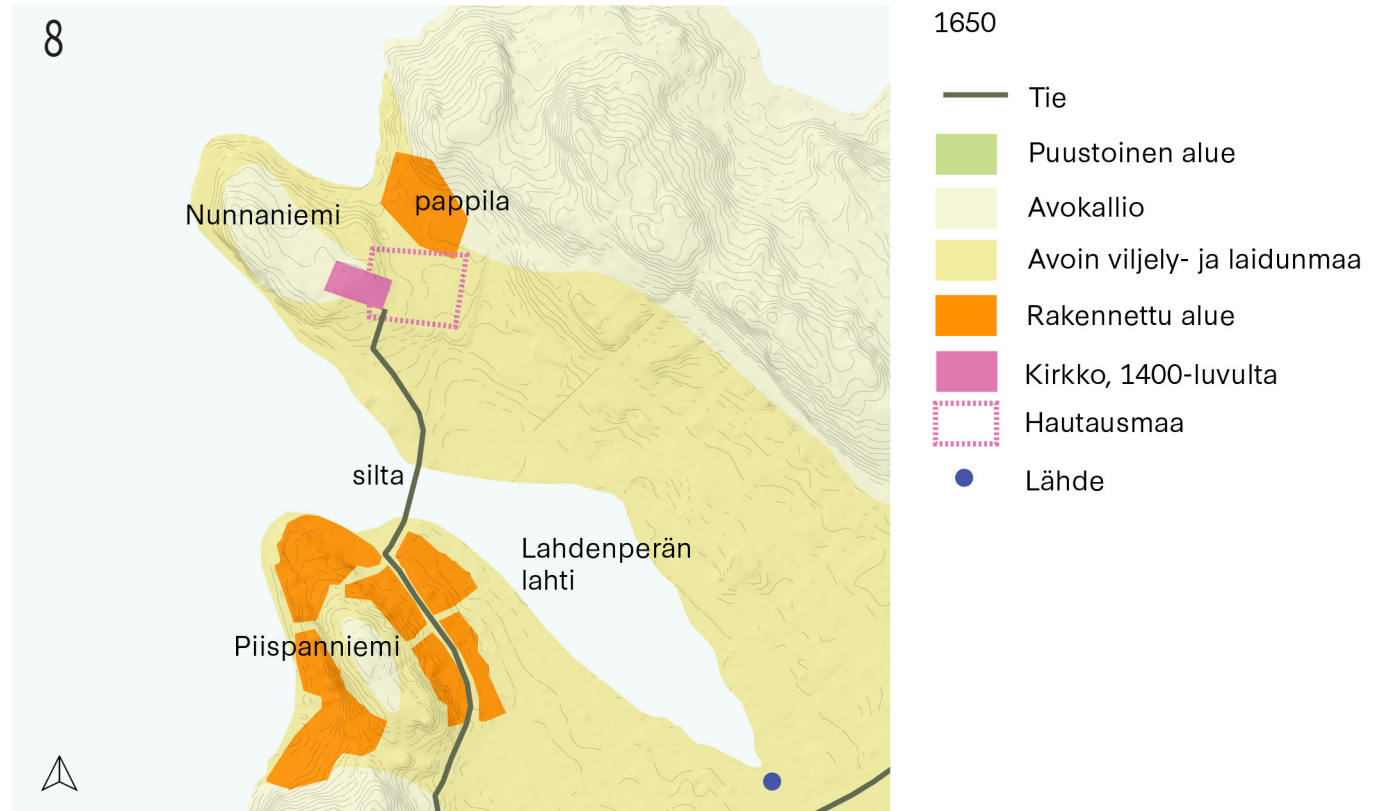 8
Nunnaniemi
pappila
silta
Lahdenperän
lahti
Piispanniemi
1650
Tie
Puustoinen alue
Avokallio
Avoin viljely- ja laidunmaa
Rakennettu alue
Kirkko, 1400-luvulta
Hautausmaa
Lähde